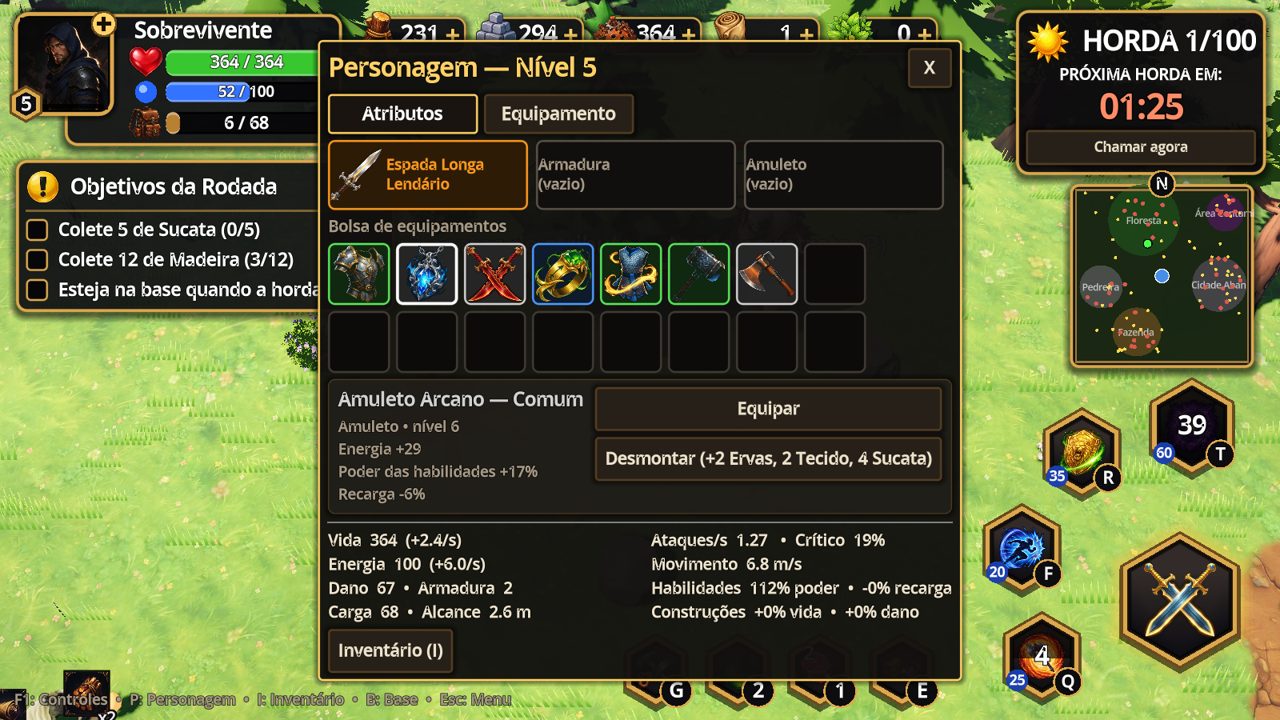 Sobrevivente
364 / 364
52 / 100
6 / 68
5
231 +
294 +
364 +
1 +
0 +
HORDA 1/100
PRÓXIMA HORDA EM:
01:25
Chamar agora
Objetivos da Rodada
Colete 5 de Sucata (0/5)
Colete 12 de Madeira (3/12)
Esteja na base quando a horda
Personagem — Nível 5
X
Atributos
Equipamento
Espada Longa
Lendário
Armadura
(vazio)
Amuleto
(vazio)
Bolsa de equipamentos
Amuleto Arcano — Comum
Amuleto • nível 6
Energia +29
Poder das habilidades +17%
Recarga -6%
Equipar
Desmontar (+2 Ervas, 2 Tecido, 4 Sucata)
Vida 364 (+2.4/s)
Energia 100 (+6.0/s)
Dano 67 • Armadura 2
Carga 68 • Alcance 2.6 m
Ataques/s 1.27 • Crítico 19%
Movimento 6.8 m/s
Habilidades 112% poder • -0% recarga
Construções +0% vida • +0% dano
Inventário (I)
N
Floresta
Pedreira
Cidade Aban
Fazenda
39
60
T
35
R
20
F
4
25
Q
G
2
1
E
F1: Controles • P: Personagem • I: Inventário • B: Base • Esc: Menu
x2